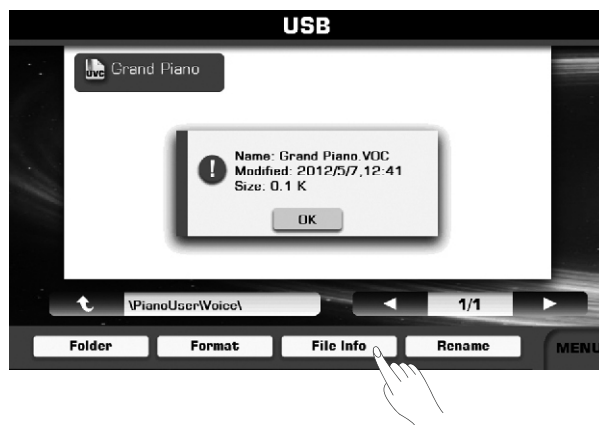 USB
UVC Grand Piano
Name: Grand Piano.VOC
Modified: 2012/5/7,12:41
Size: 0.1 K
OK
\PianoUser\Voice\
1/1
Folder Format File Info Rename MENU